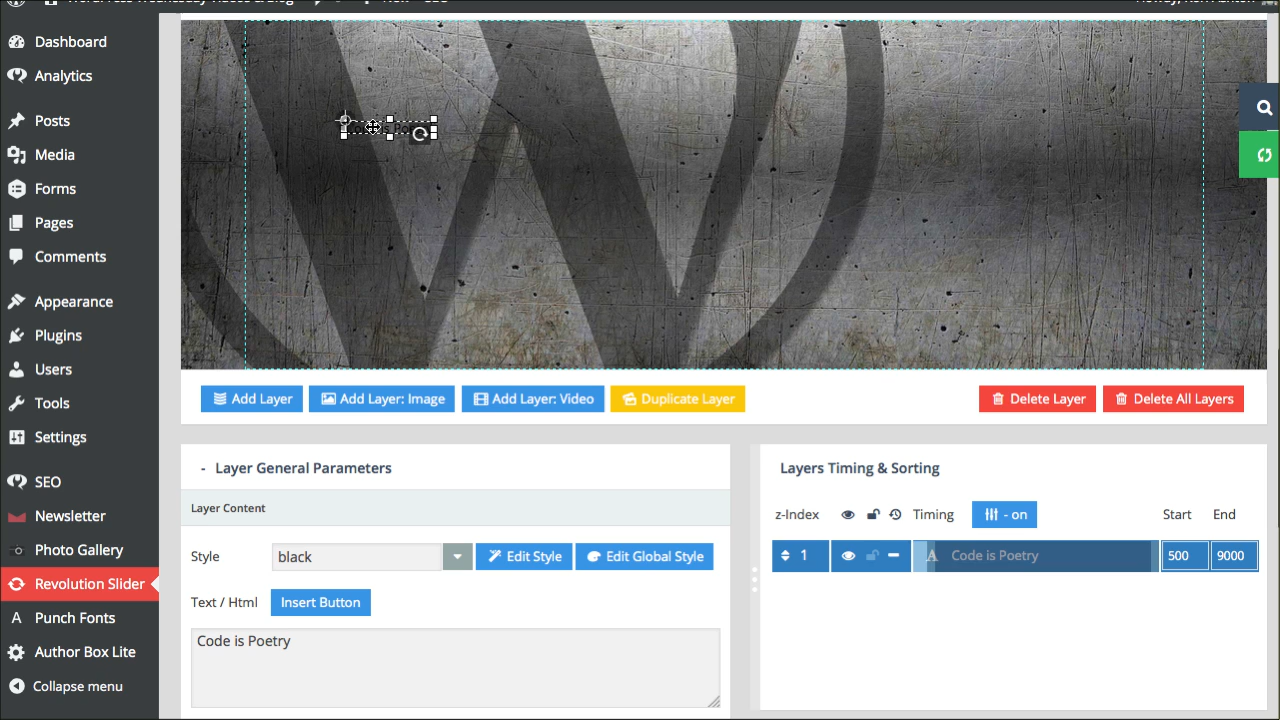 Dashboard
Analytics
Posts
Media
Forms
Pages
Comments
Appearance
Plugins
Users
Tools
Settings
SEO
Newsletter
Photo Gallery
Revolution Slider
Punch Fonts
Author Box Lite
Collapse menu
Add Layer
Add Layer: Image
Add Layer: Video
Duplicate Layer
Delete Layer
Delete All Layers
- Layer General Parameters
Layer Content
Style
black
Edit Style
Edit Global Style
Text / Html
Insert Button
Code is Poetry
Layers Timing & Sorting
z-Index
Timing
- on
Start
End
1
A Code is Poetry
500
9000